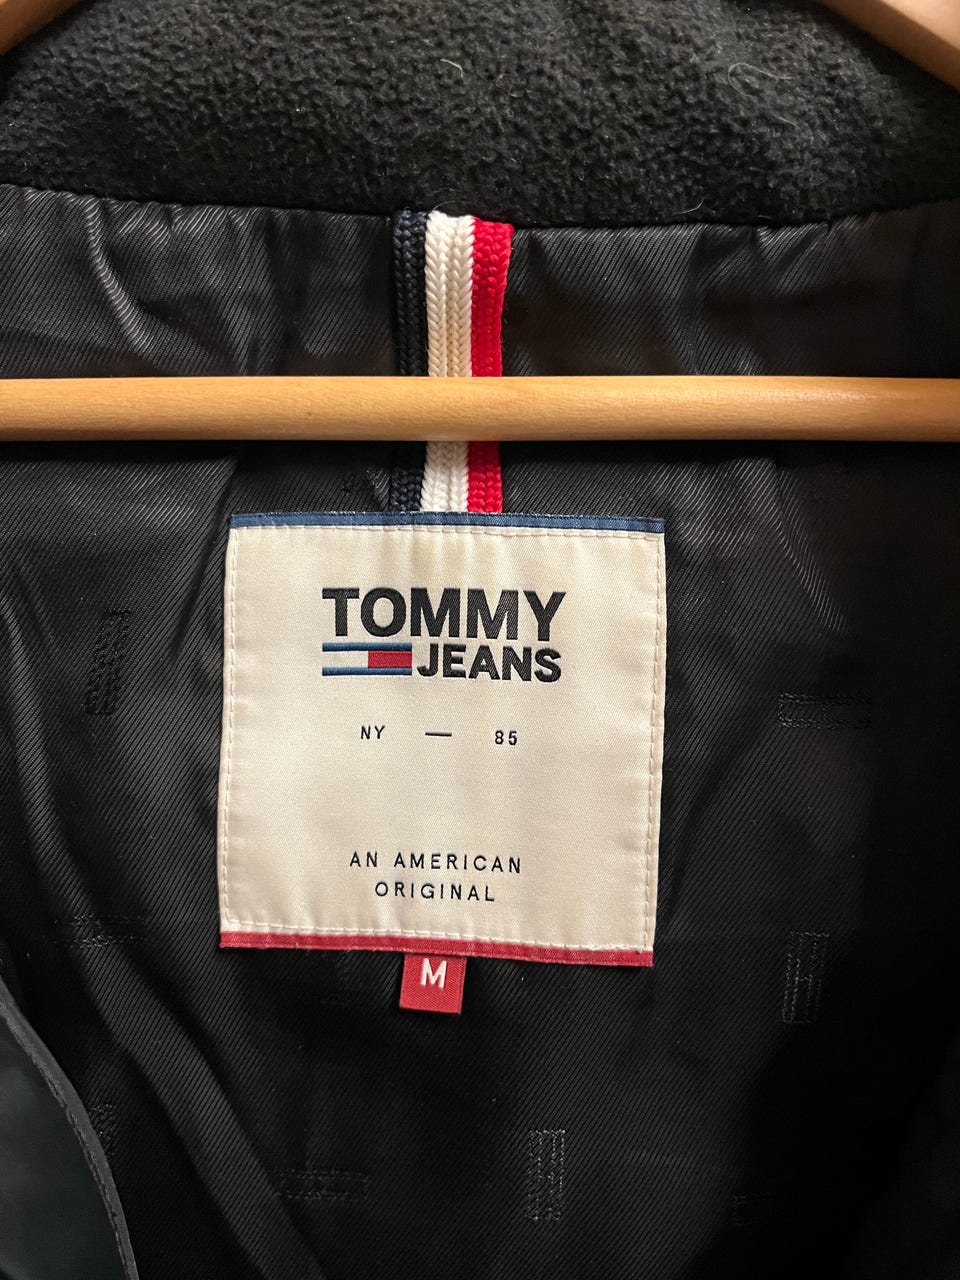 TOMMY
JEANS
NY — 85
AN AMERICAN
ORIGINAL
M